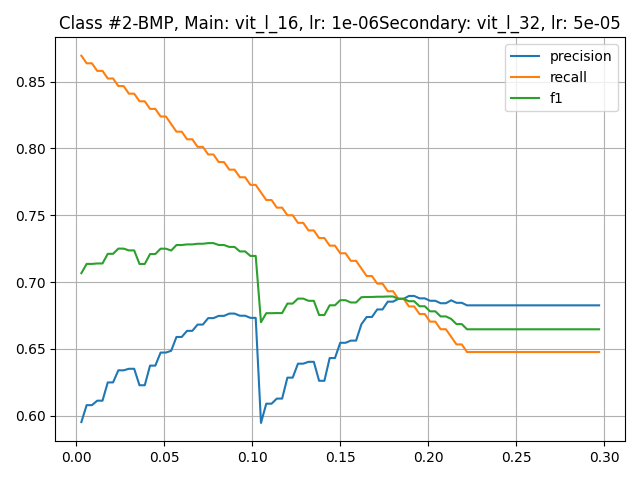 Class #2-BMP, Main: vit_l_16, lr: 1e-06Secondary: vit_l_32, lr: 5e-05
precision
recall
f1
0.85
0.80
0.75
0.70
0.65
0.60
0.00 0.05 0.10 0.15 0.20 0.25 0.30